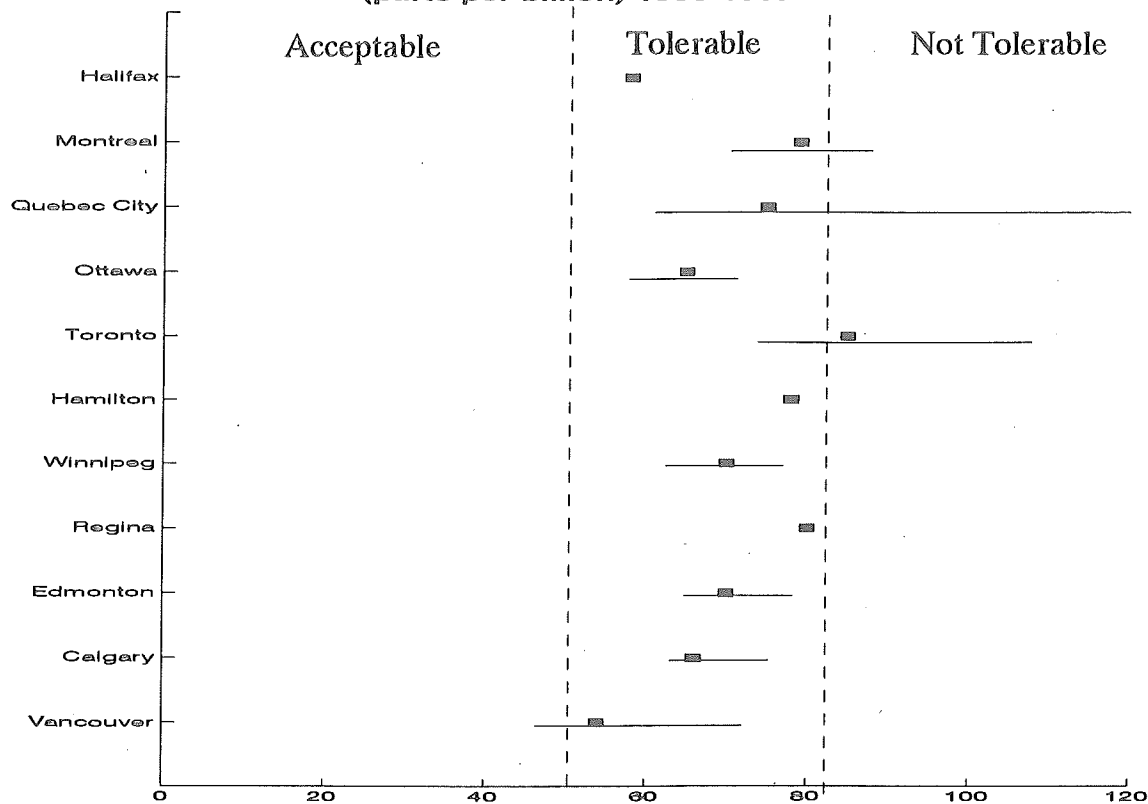 Acceptable Tolerable Not Tolerable
Halifax
Montreal
Quebec City
Ottawa
Toronto
Hamilton
Winnipeg
Regina
Edmonton
Calgary
Vancouver
0 20 40 60 80 100 120